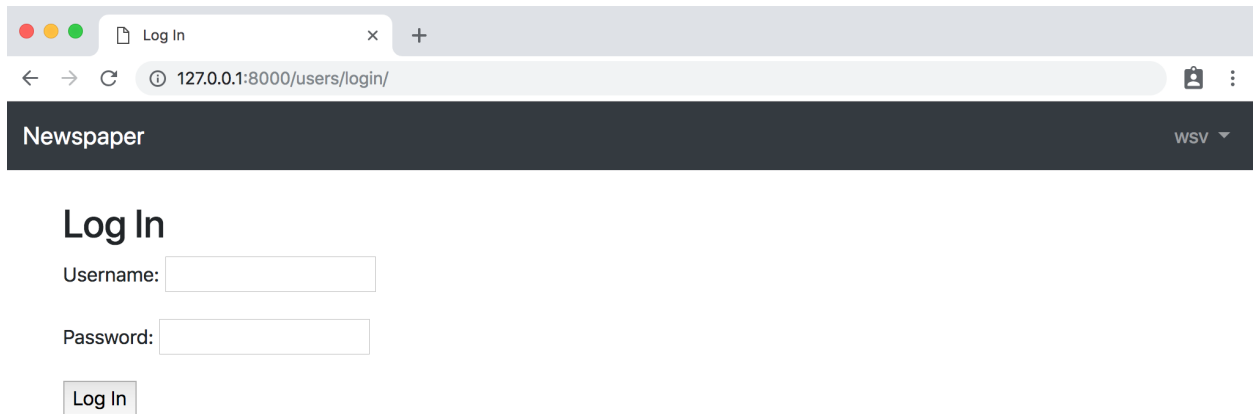 Log In
127.0.0.1:8000/users/login/
Newspaper wsv
Log In
Username:
Password:
Log In